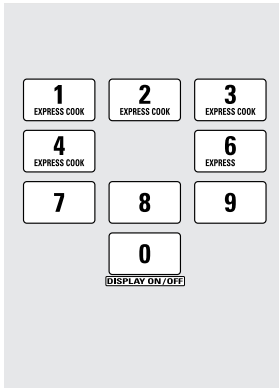 1 2 3
EXPRESS COOK EXPRESS COOK EXPRESS COOK
4 6
EXPRESS COOK EXPRESS
7 8 9
0
DISPLAY ON/OFF